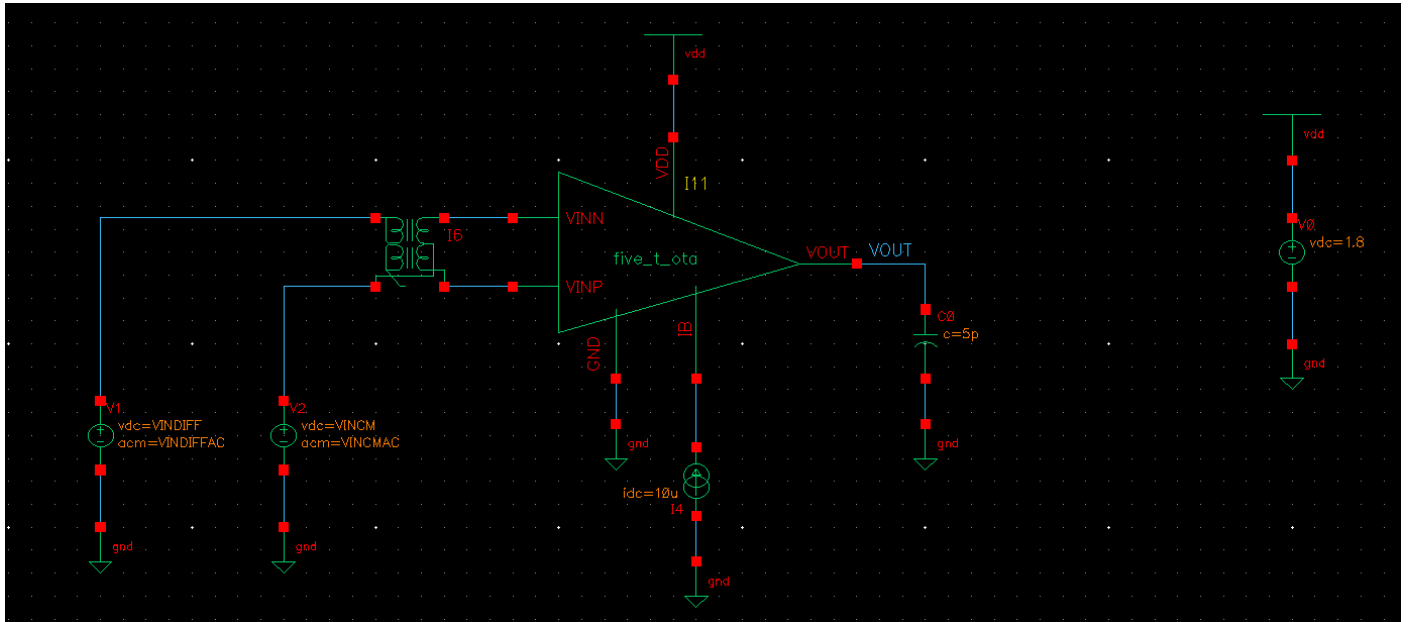 vdd
VDD
I11
VINN
I6
five_t_ota
VOUT
VOUT
VINP
GND
IB
C0
c=5p
gnd
gnd
idc=10u
I4
gnd
V1
vdc=VINDIFF
acm=VINDIFFAC
gnd
V2
vdc=VINCM
acm=VINCMAC
gnd
vdd
V0
vdc=1.8
gnd